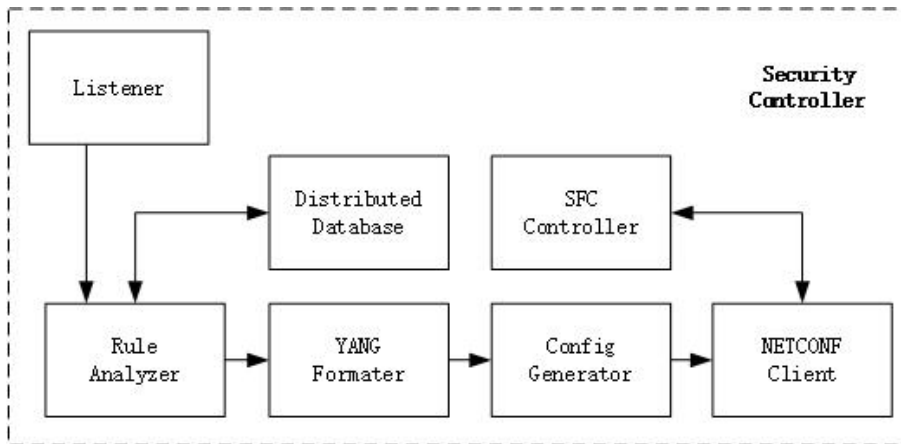 Listener
Security
Controller
Distributed
Database
SFC
Controller
Rule
Analyzer
YANG
Formater
Config
Generator
NETCONF
Client